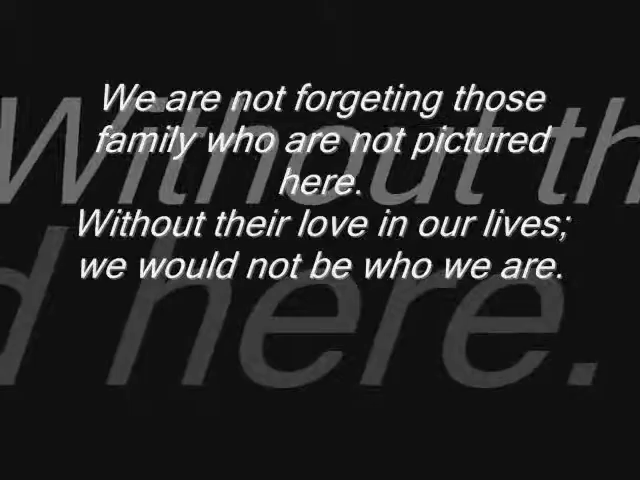 We are not forgeting those
family who are not pictured
here.
Without their love in our lives;
we would not be who we are.
Without th
d here.